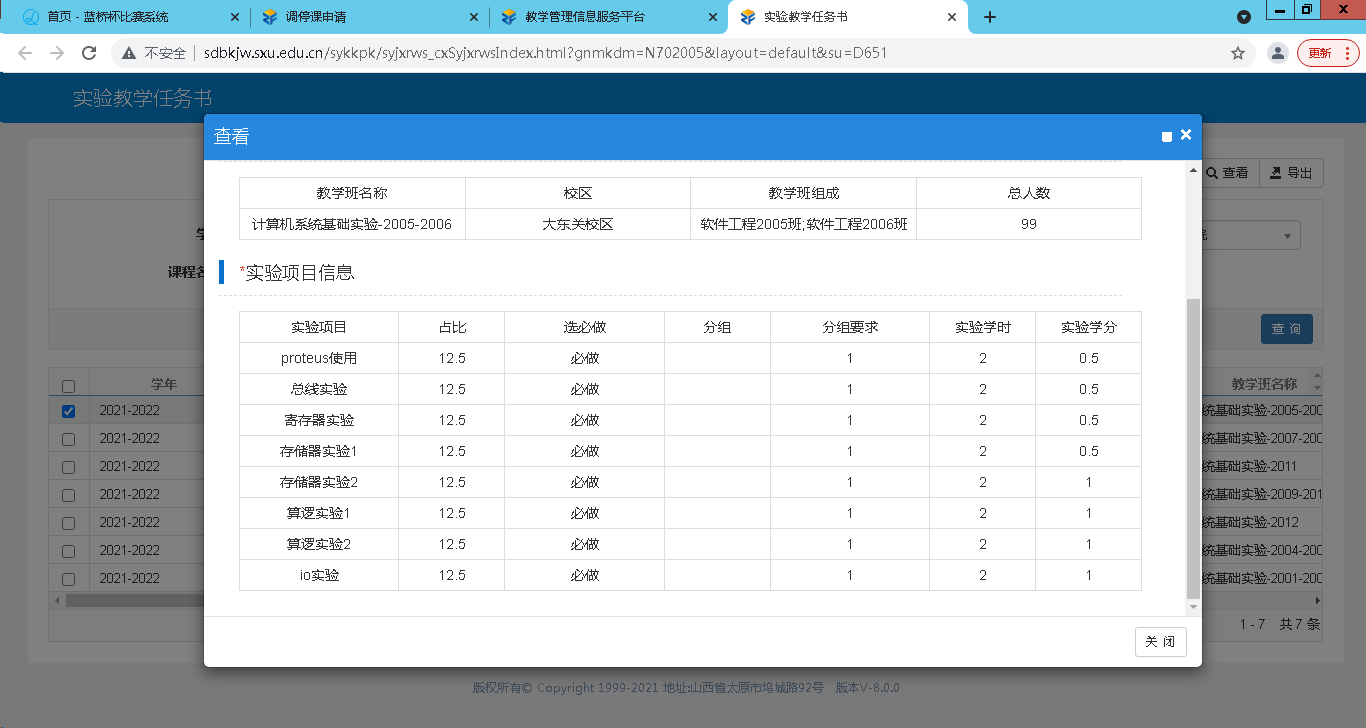 首页 - 蓝桥杯比赛系统
调停课申请
教学管理信息服务平台
实验教学任务书
不安全 sdbkjw.sxu.edu.cn/sykkpk/syjxrws_cxSyjxrwsIndex.html?gnmkdm=N702005&layout=default&su=D651
更新
实验教学任务书
查看
查看 导出
教学班名称 校区 教学班组成 总人数
计算机系统基础实验-2005-2006 大东关校区 软件工程2005班;软件工程2006班 99
课程名
*实验项目信息
实验项目 占比 选必做 分组 分组要求 实验学时 实验学分
proteus使用 12.5 必做 1 2 0.5
总线实验 12.5 必做 1 2 0.5
寄存器实验 12.5 必做 1 2 0.5
存储器实验1 12.5 必做 1 2 0.5
存储器实验2 12.5 必做 1 2 1
算逻实验1 12.5 必做 1 2 1
算逻实验2 12.5 必做 1 2 1
io实验 12.5 必做 1 2 1
查 询
学年 教学班名称
2021-2022 统基础实验-2005-200
2021-2022 统基础实验-2007-200
2021-2022 统基础实验-2011
2021-2022 统基础实验-2009-201
2021-2022 统基础实验-2012
2021-2022 统基础实验-2004-200
2021-2022 统基础实验-2001-200
1 - 7 共 7 条
关 闭
版权所有© Copyright 1999-2021 地址:山西省太原市坞城路92号 版本V-8.0.0